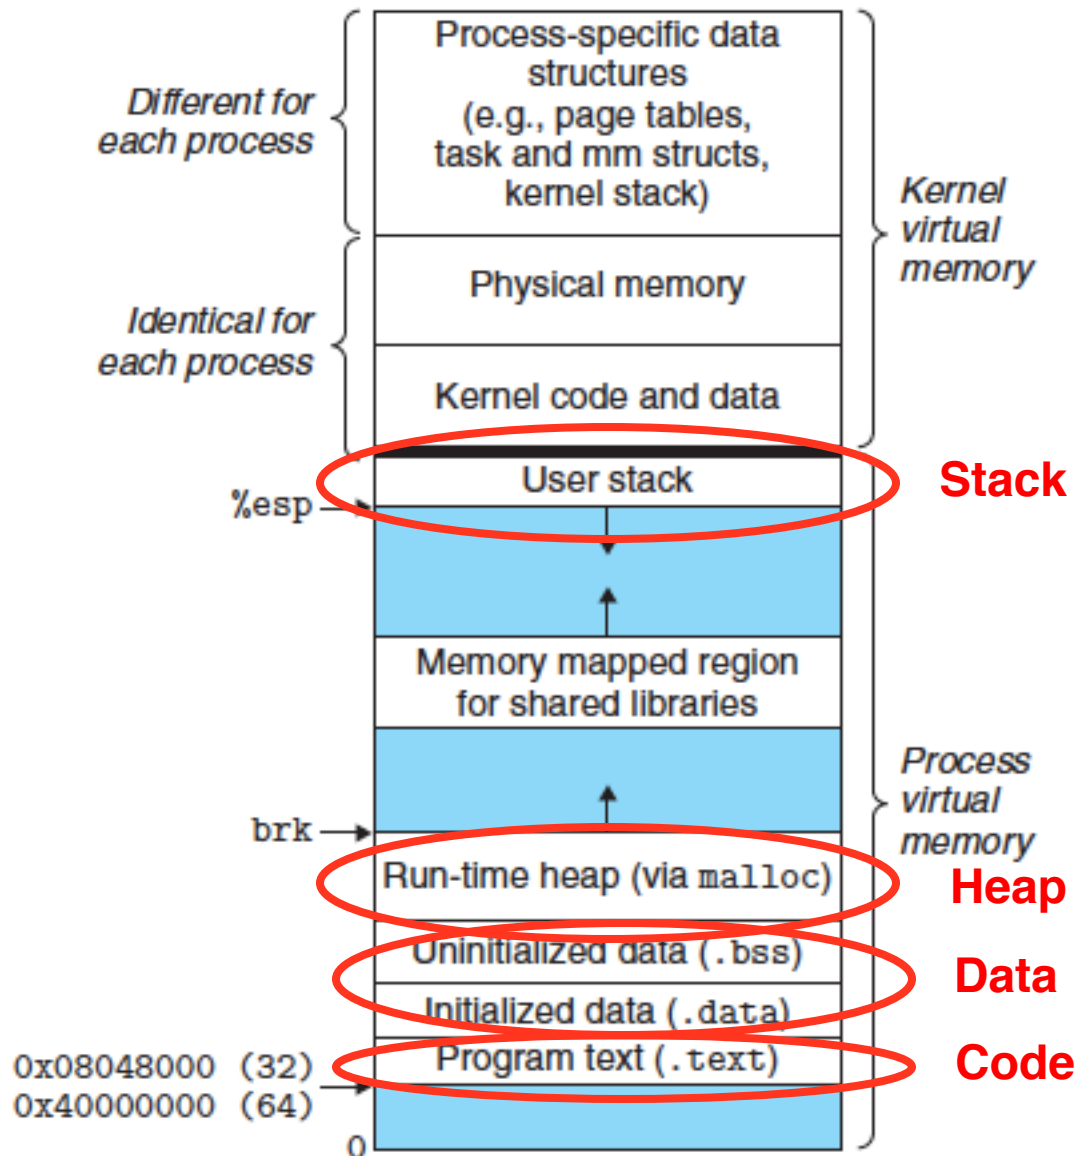 Process-specific data
structures
(e.g., page tables,
task and mm structs,
kernel stack)
Different for
each process
Kernel
virtual
memory
Physical memory
Identical for
each process
Kernel code and data
User stack
Stack
%esp
Memory mapped region
for shared libraries
Process
virtual
memory
brk
Run-time heap (via malloc)
Heap
Uninitialized data (.bss)
Data
Initialized data (.data)
Program text (.text)
Code
0x08048000 (32)
0x40000000 (64)
0